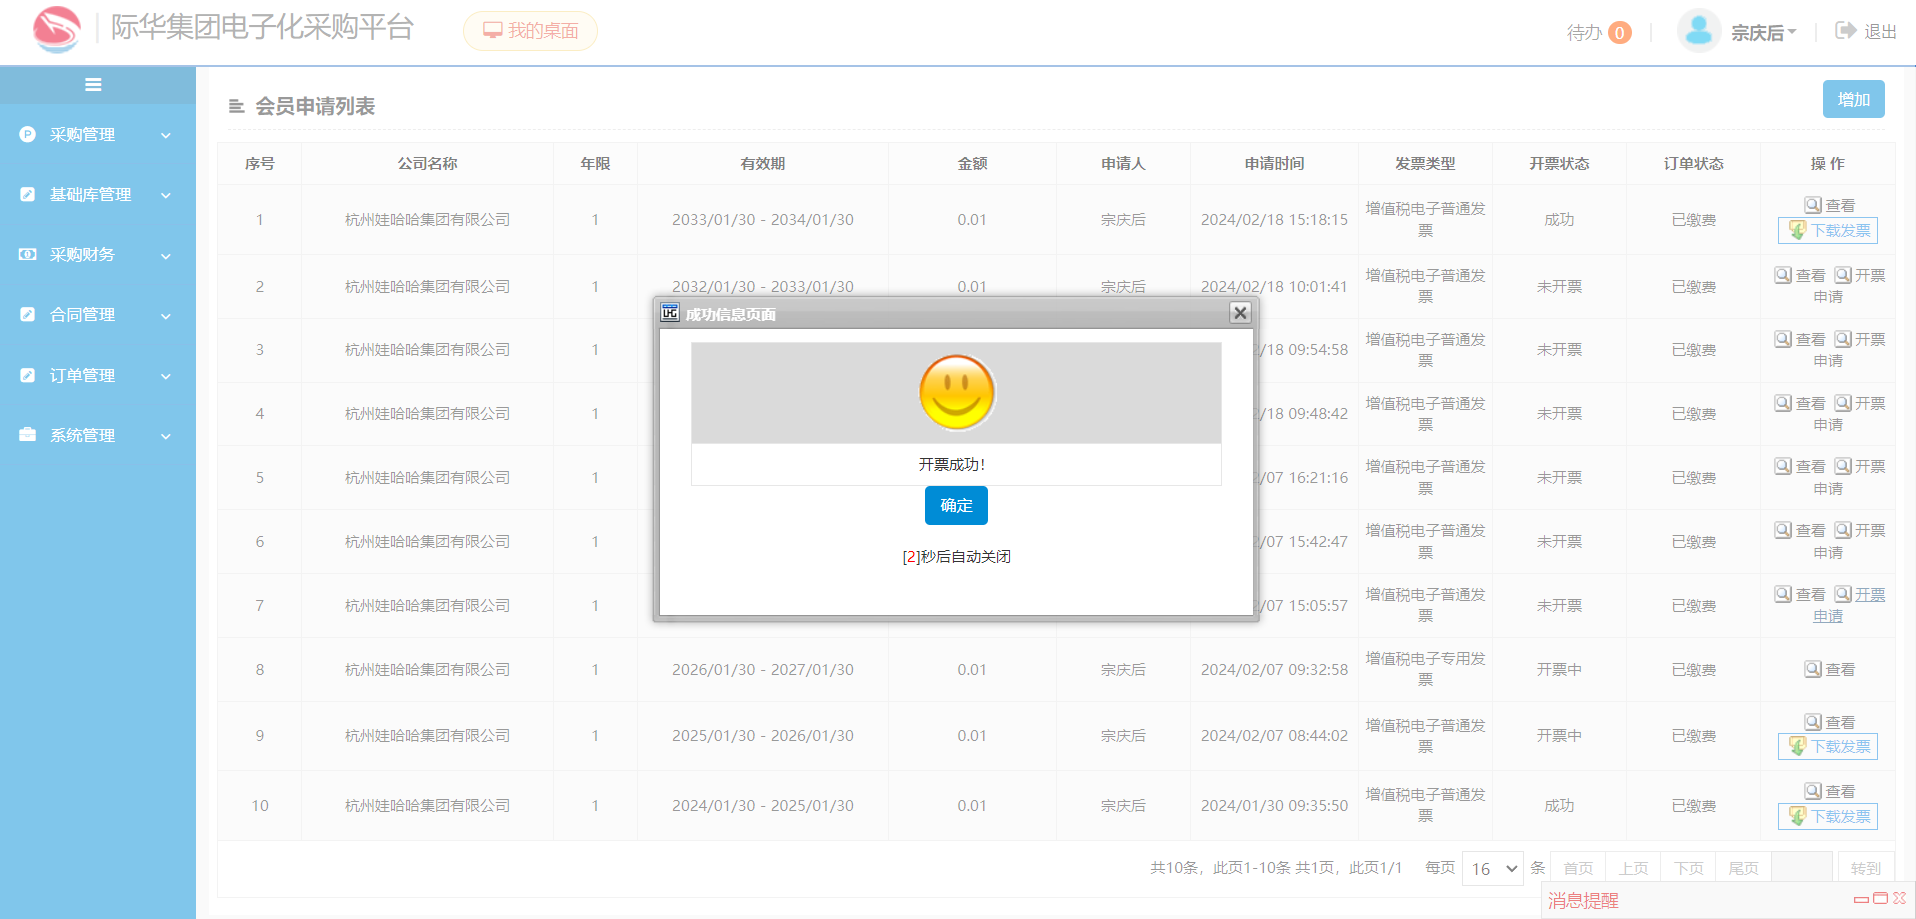 际华集团电子化采购平台
我的桌面
待办 0
宗庆后
退出
采购管理
基础库管理
采购财务
合同管理
订单管理
系统管理
会员申请列表
增加
序号 公司名称 年限 有效期 金额 申请人 申请时间 发票类型 开票状态 订单状态 操 作
1 杭州娃哈哈集团有限公司 1 2033/01/30 - 2034/01/30 0.01 宗庆后 2024/02/18 15:18:15 增值税电子普通发票 成功 已缴费 查看 下载发票
2 杭州娃哈哈集团有限公司 1 2032/01/30 - 2033/01/30 0.01 宗庆后 2024/02/18 10:01:41 增值税电子普通发票 未开票 已缴费 查看 开票申请
3 杭州娃哈哈集团有限公司 1 /18 09:54:58 增值税电子普通发票 未开票 已缴费 查看 开票申请
4 杭州娃哈哈集团有限公司 1 /18 09:48:42 增值税电子普通发票 未开票 已缴费 查看 开票申请
5 杭州娃哈哈集团有限公司 1 /07 16:21:16 增值税电子普通发票 未开票 已缴费 查看 开票申请
6 杭州娃哈哈集团有限公司 1 /07 15:42:47 增值税电子普通发票 未开票 已缴费 查看 开票申请
7 杭州娃哈哈集团有限公司 1 /07 15:05:57 增值税电子普通发票 未开票 已缴费 查看 开票申请
8 杭州娃哈哈集团有限公司 1 2026/01/30 - 2027/01/30 0.01 宗庆后 2024/02/07 09:32:58 增值税电子专用发票 开票中 已缴费 查看
9 杭州娃哈哈集团有限公司 1 2025/01/30 - 2026/01/30 0.01 宗庆后 2024/02/07 08:44:02 增值税电子普通发票 开票中 已缴费 查看 下载发票
10 杭州娃哈哈集团有限公司 1 2024/01/30 - 2025/01/30 0.01 宗庆后 2024/01/30 09:35:50 增值税电子普通发票 成功 已缴费 查看 下载发票
成功信息页面
开票成功!
确定
[2]秒后自动关闭
共10条，此页1-10条 共1页，此页1/1 每页 16 条 首页 上页 下页 尾页 转到
消息提醒